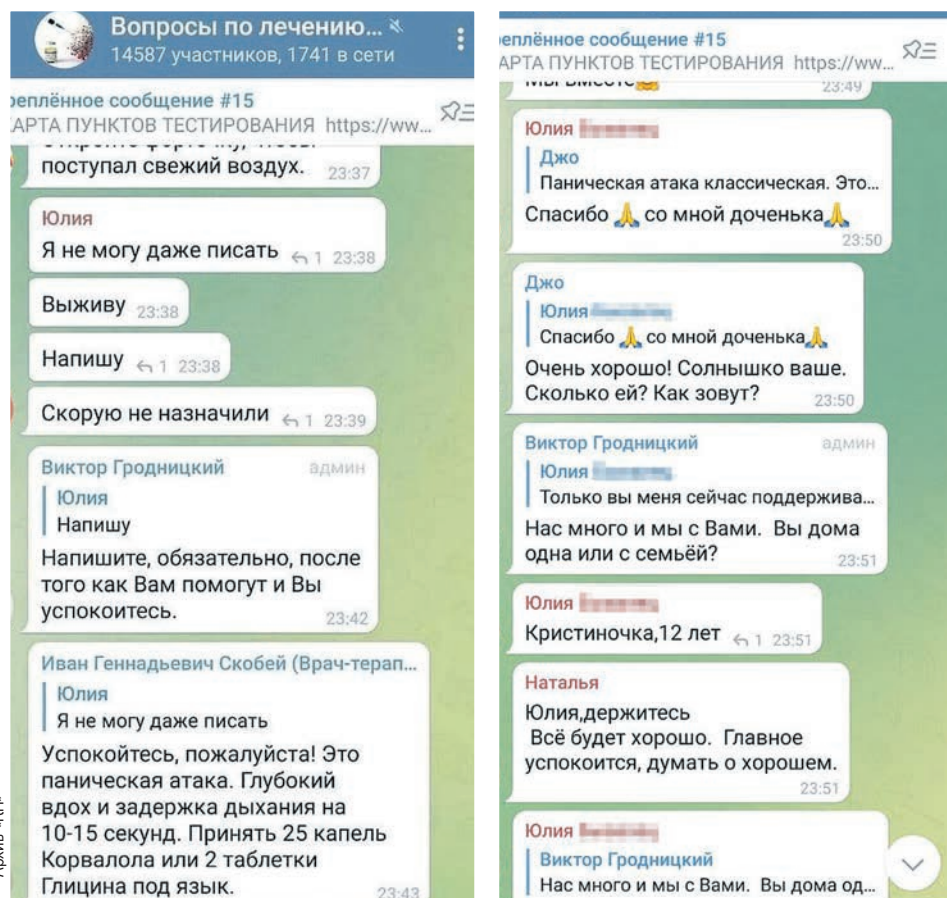 Вопросы по лечению...
14587 участников, 1741 в сети
реплённое сообщение #15
АРТА ПУНКТОВ ТЕСТИРОВАНИЯ https://ww...
поступал свежий воздух. 23:37
Юлия
Я не могу даже писать 1 23:38
Выживу 23:38
Напишу 1 23:38
Скорую не назначили 1 23:39
Виктор Гродницкий админ
Юлия
Напишу
Напишите, обязательно, после
того как Вам помогут и Вы
успокоитесь. 23:42
Иван Геннадьевич Скобей (Врач-терап...
Юлия
Я не могу даже писать
Успокойтесь, пожалуйста! Это
паническая атака. Глубокий
вдох и задержка дыхания на
10-15 секунд. Принять 25 капель
Корвалола или 2 таблетки
Глицина под язык. 23:43
еплённое сообщение #15
АРТА ПУНКТОВ ТЕСТИРОВАНИЯ https://ww...
23:49
Юлия
Джо
Паническая атака классическая. Это...
Спасибо 🙏 со мной доченька🙏
23:50
Джо
Юлия
Спасибо 🙏 со мной доченька🙏
Очень хорошо! Солнышко ваше.
Сколько ей? Как зовут? 23:50
Виктор Гродницкий админ
Юлия
Только вы меня сейчас поддержива...
Нас много и мы с Вами. Вы дома
одна или с семьёй? 23:51
Юлия
Кристиночка,12 лет 1 23:51
Наталья
Юлия,держитесь
Всё будет хорошо. Главное
успокоится, думать о хорошем.
23:51
Юлия
Виктор Гродницкий
Нас много и мы с Вами. Вы дома од...